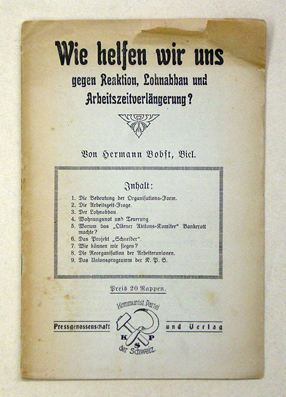 Wie helfen wir uns
gegen Reaktion, Lohnabbau und
Arbeitszeitverlängerung?
Von Hermann Bobst, Biel.
Inhalt:
1. Die Bedeutung der Organisations-Form.
2. Die Arbeitszeit-Frage.
3. Der Lohnabbau
4. Wohnungsnot und Teuerung
5. Warum das „Oltener Aktions-Komitee" Bankerott
machte?
6. Das Projekt „Schneider".
7. Wie können wir siegen?
8. Die Reorganisation der Arbeiterunionen.
9. Das Unionsprogramm der K. P. S.
Preis 20 Rappen.
Kommunist. Partei
Pressgenossenschaft und Verlag
K S P
der Schweiz.